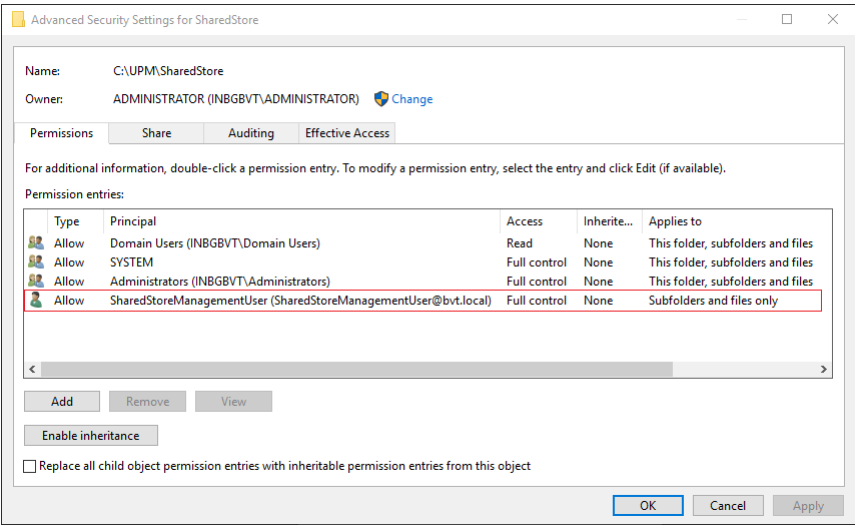 Advanced Security Settings for SharedStore
Name: C:\UPM\SharedStore
Owner: ADMINISTRATOR (INBGBVT\ADMINISTRATOR) Change
Permissions Share Auditing Effective Access
For additional information, double-click a permission entry. To modify a permission entry, select the entry and click Edit (if available).
Permission entries:
Type Principal Access Inherite... Applies to
Allow Domain Users (INBGBVT\Domain Users) Read None This folder, subfolders and files
Allow SYSTEM Full control None This folder, subfolders and files
Allow Administrators (INBGBVT\Administrators) Full control None This folder, subfolders and files
Allow SharedStoreManagementUser (SharedStoreManagementUser@bvt.local) Full control None Subfolders and files only
Add Remove View
Enable inheritance
Replace all child object permission entries with inheritable permission entries from this object
OK Cancel Apply